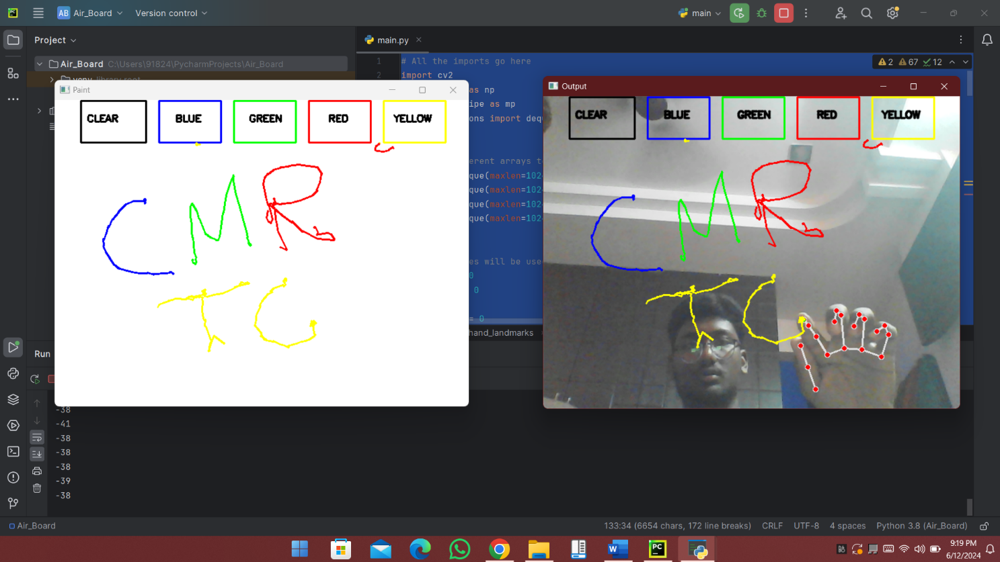 AB Air_Board Version control main
Project main.py
Air_Board C:\Users\91824\PycharmProjects\Air_Board
venv library root
1 # All the imports go here
2 import cv2
2 67 12
Paint
CLEAR BLUE GREEN RED YELLOW
C M R
T C
as np
ipe as mp
ons import deq
erent arrays t
que(maxlen=102
que(maxlen=102
que(maxlen=102
que(maxlen=102
es will be use
0
0
= 0
hand_landmarks
Output
CLEAR BLUE GREEN RED YELLOW
C M R
T C
Run
-38
-41
-38
-38
-38
-39
-38
Air_Board 133:34 (6654 chars, 172 line breaks) CRLF UTF-8 4 spaces Python 3.8 (Air_Board)
W PC 9:19 PM
6/12/2024